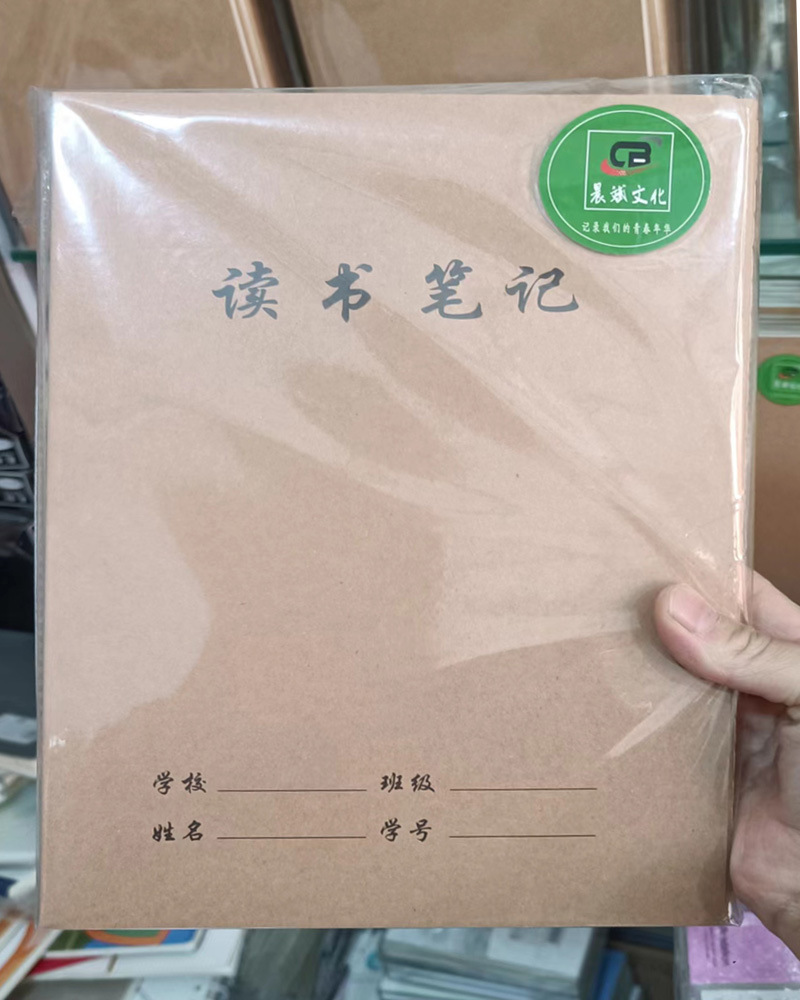 CB
晨斌文化
记录我们的青春年华
读书笔记
学校 班级
姓名 学号